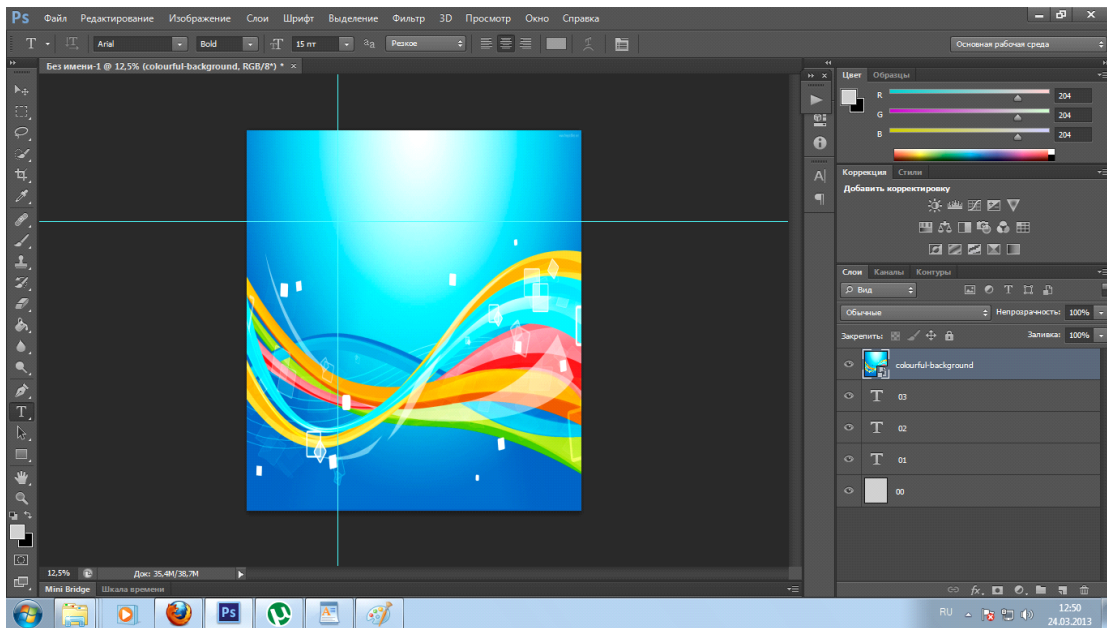 Ps Файл Редактирование Изображение Слои Шрифт Выделение Фильтр 3D Просмотр Окно Справка
T Arial Bold 15 пт aа Резкое Основная рабочая среда
Без имени-1 @ 12,5% (colourful-background, RGB/8*) * ×
Цвет Образцы
R 204
G 204
B 204
Коррекция Стили
Добавить корректировку
Слои Каналы Контуры
Вид
Обычные Непрозрачность: 100%
Закрепить: Заливка: 100%
colourful-background
T 03
T 02
T 01
00
12,5% Док: 35,4M/38,7M
Mini Bridge Шкала времени
Ps RU 12:50
24.03.2013